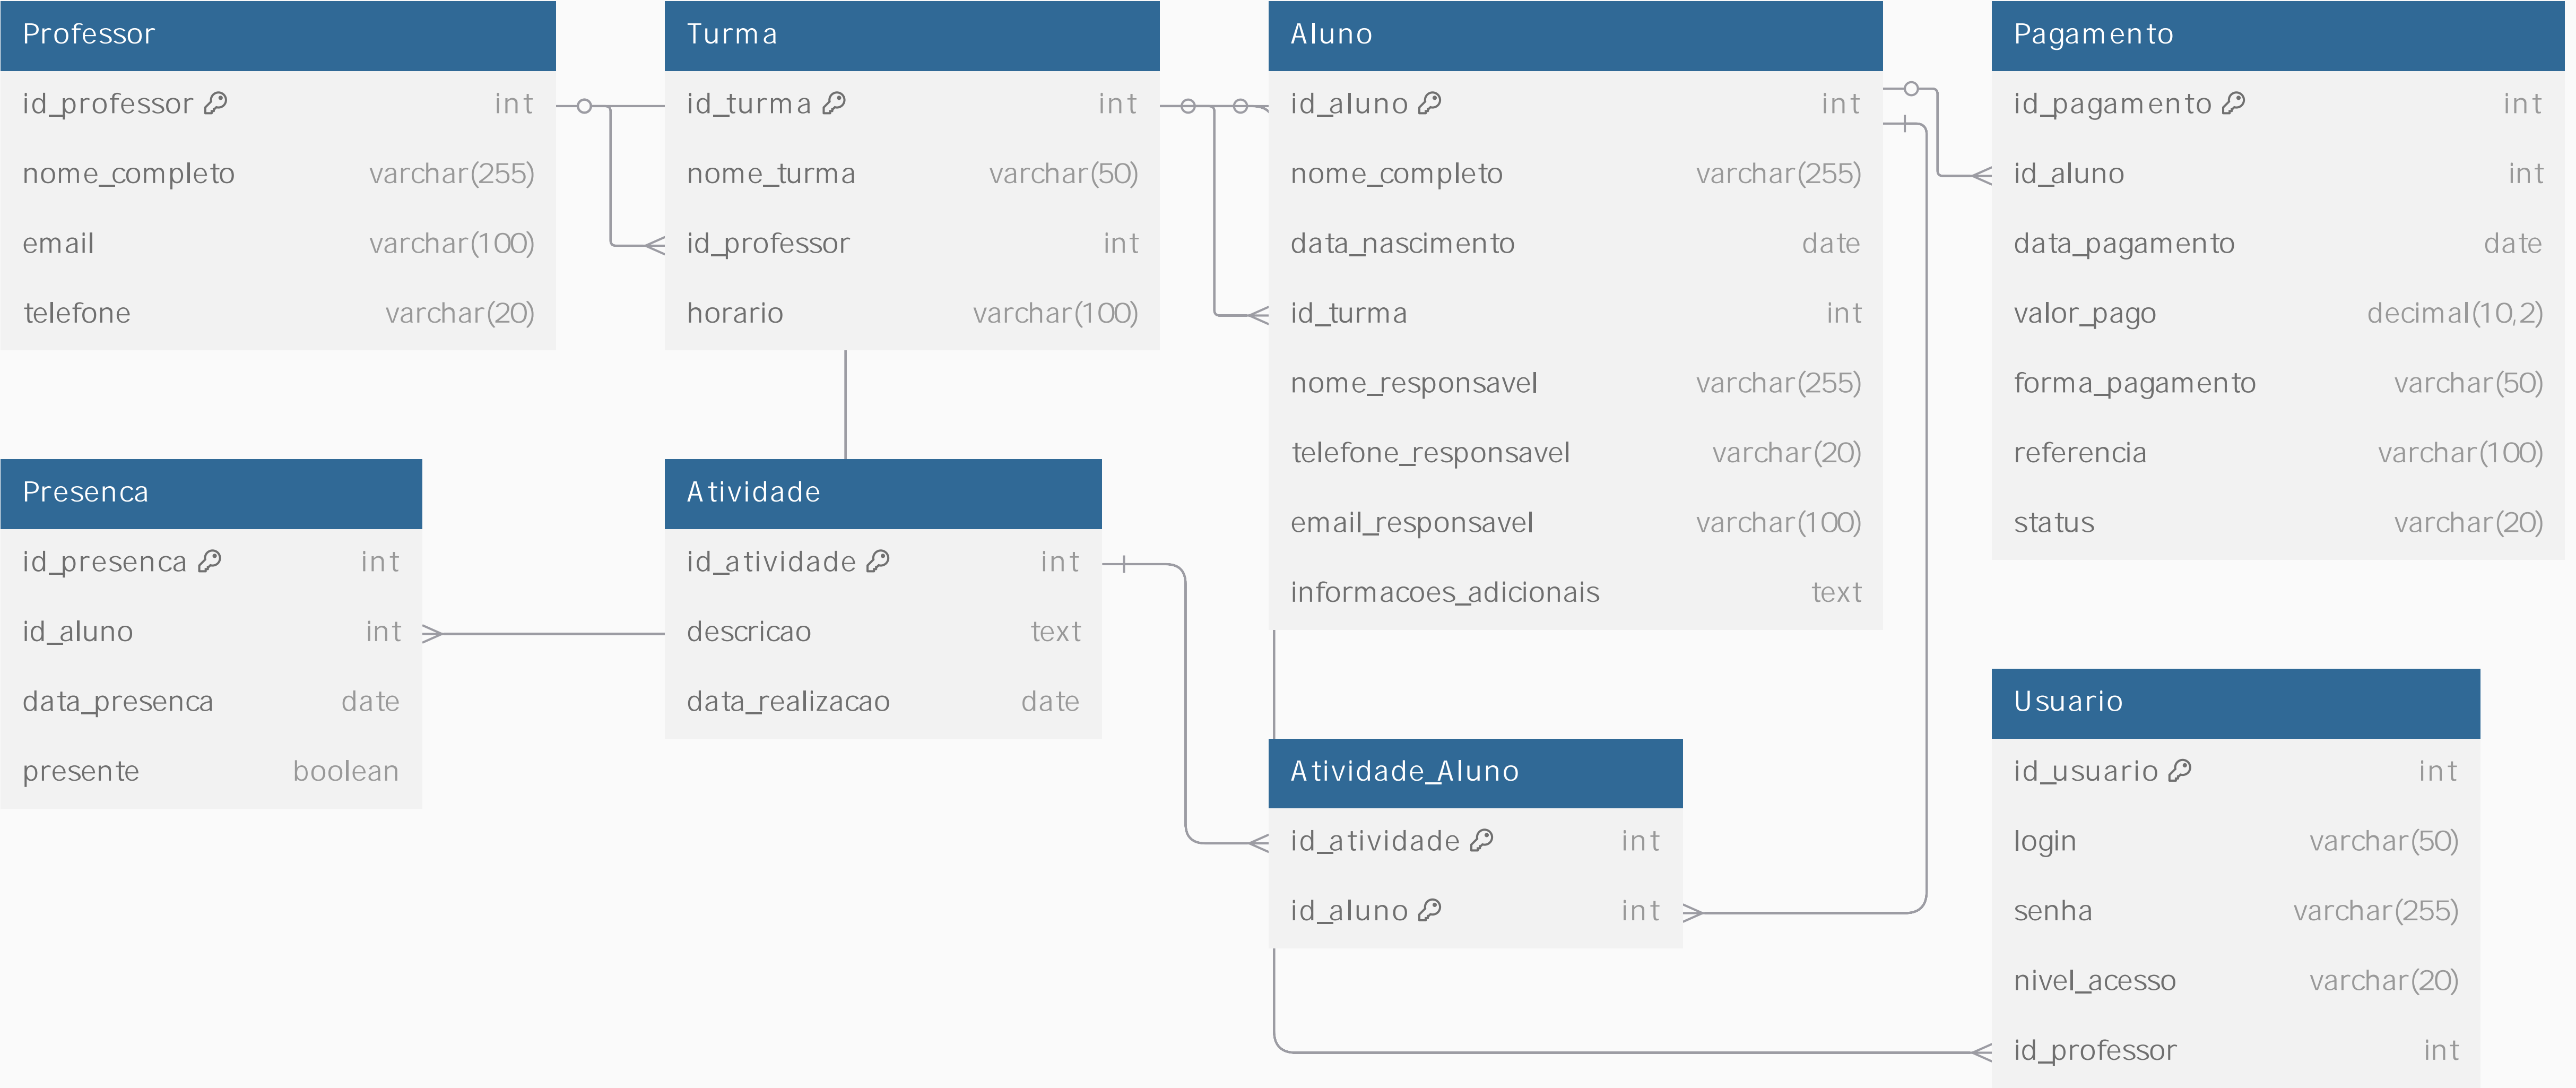 Professor
id_professor int
nome_completo varchar(255)
email varchar(100)
telefone varchar(20)
Turma
id_turma int
nome_turma varchar(50)
id_professor int
horario varchar(100)
Aluno
id_aluno int
nome_completo varchar(255)
data_nascimento date
id_turma int
nome_responsavel varchar(255)
telefone_responsavel varchar(20)
email_responsavel varchar(100)
informacoes_adicionais text
Pagamento
id_pagamento int
id_aluno int
data_pagamento date
valor_pago decimal(10,2)
forma_pagamento varchar(50)
referencia varchar(100)
status varchar(20)
Presenca
id_presenca int
id_aluno int
data_presenca date
presente boolean
Atividade
id_atividade int
descricao text
data_realizacao date
Atividade_Aluno
id_atividade int
id_aluno int
Usuario
id_usuario int
login varchar(50)
senha varchar(255)
nivel_acesso varchar(20)
id_professor int